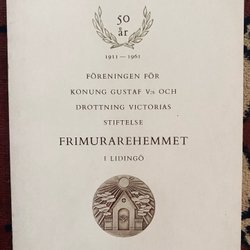 50
år
1911 — 1961
FÖRENINGEN FÖR
KONUNG GUSTAF V:s OCH
DROTTNING VICTORIAS
STIFTELSE
FRIMURAREHEMMET
I LIDINGÖ